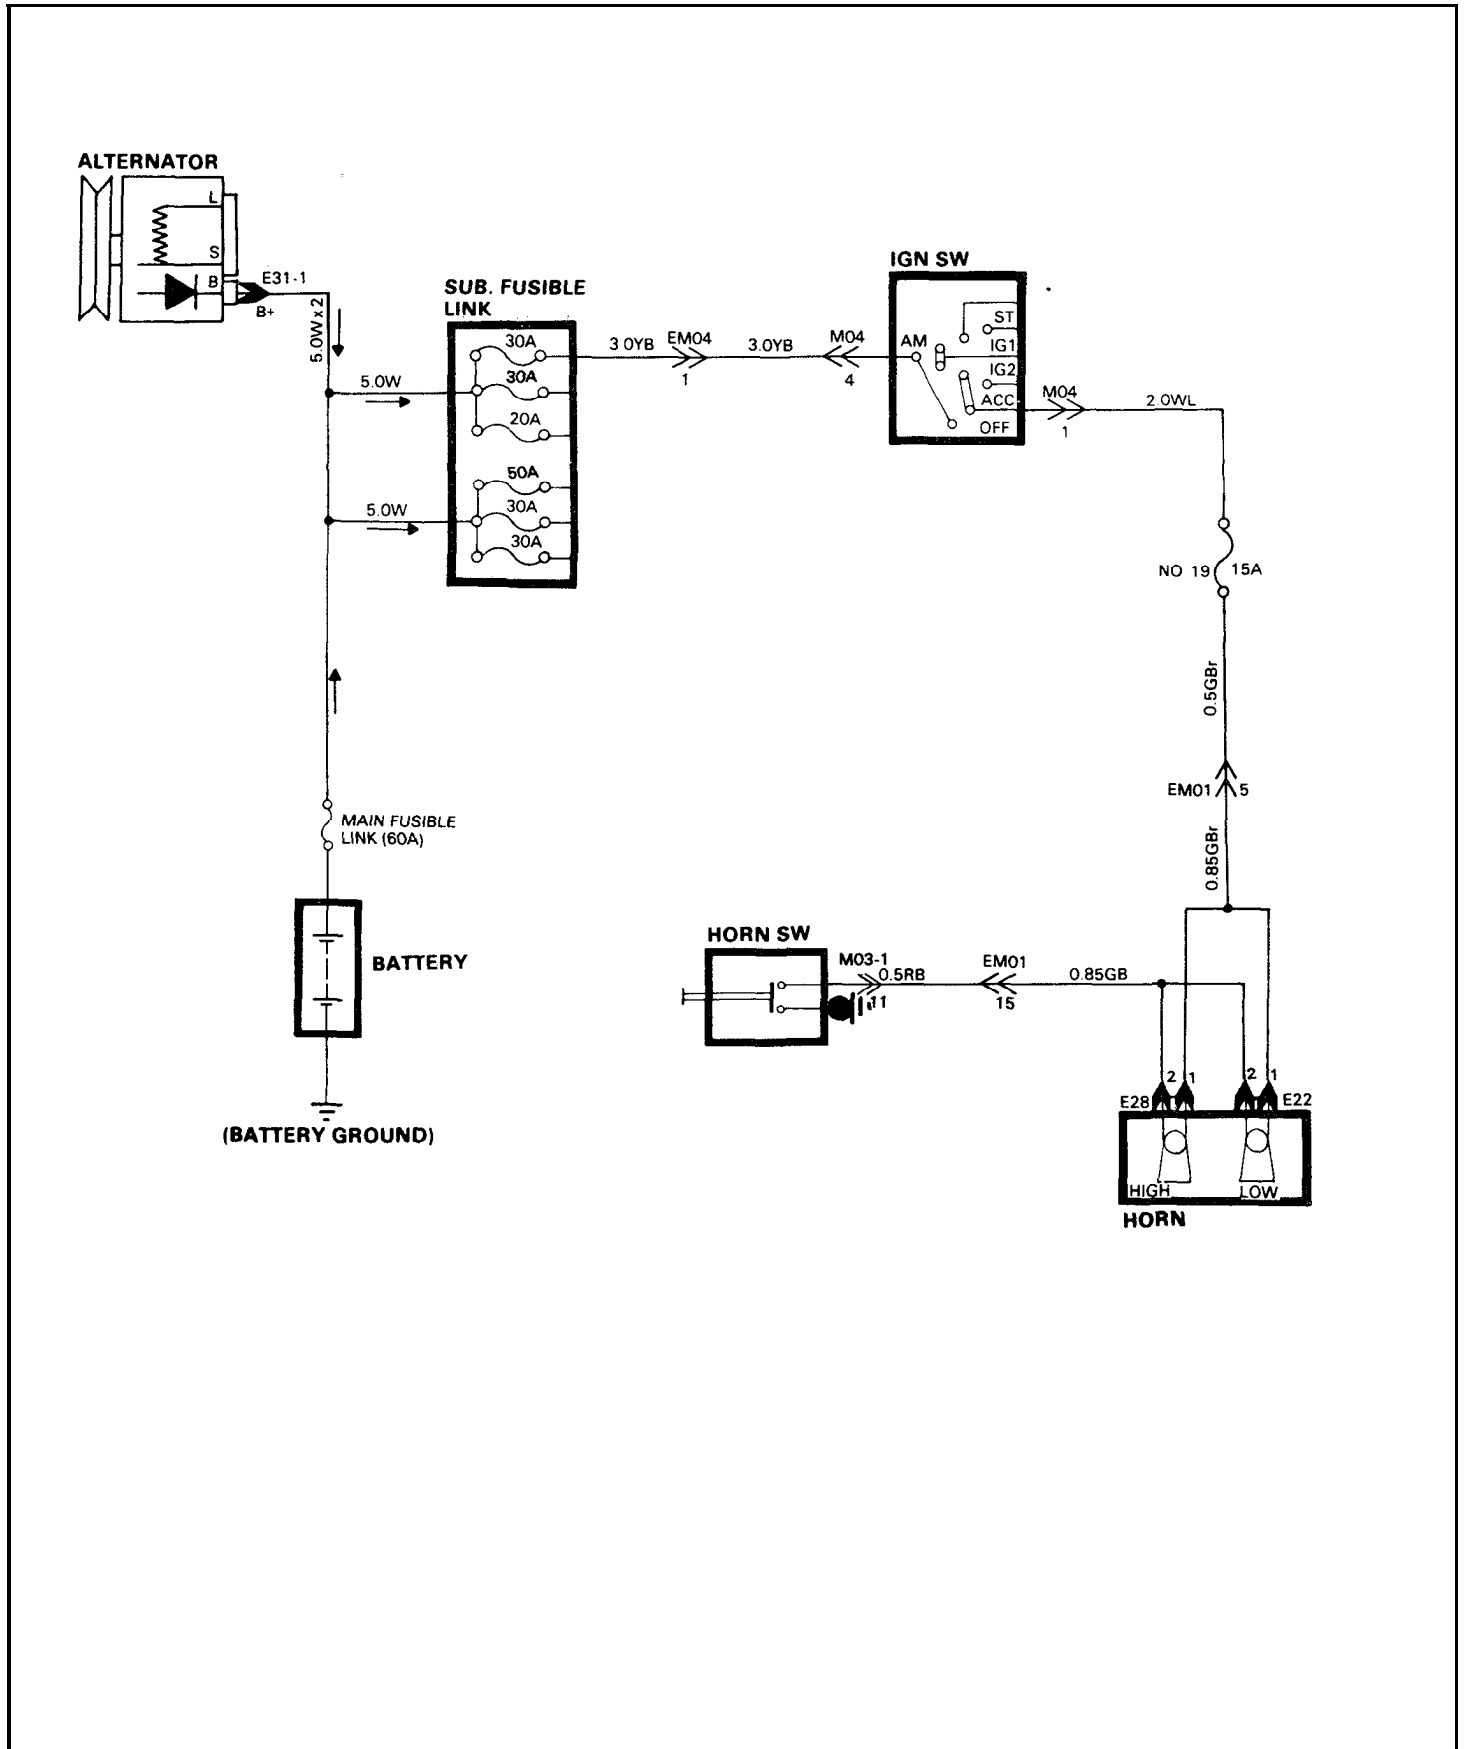 ALTERNATOR
L
S
B
E31-1
B+
5.0W x 2
SUB. FUSIBLE
LINK
30A
30A
20A
50A
30A
30A
5.0W
5.0W
3.0YB
EM04
1
3.0YB
M04
4
IGN SW
AM
ST
IG1
IG2
ACC
OFF
M04
1
2.0WL
NO 19
15A
0.5GBr
EM01
5
0.85GBr
MAIN FUSIBLE
LINK (60A)
BATTERY
(BATTERY GROUND)
HORN SW
M03-1
0.5RB
11
EM01
15
0.85GB
2
1
2
1
E28
E22
HIGH
LOW
HORN